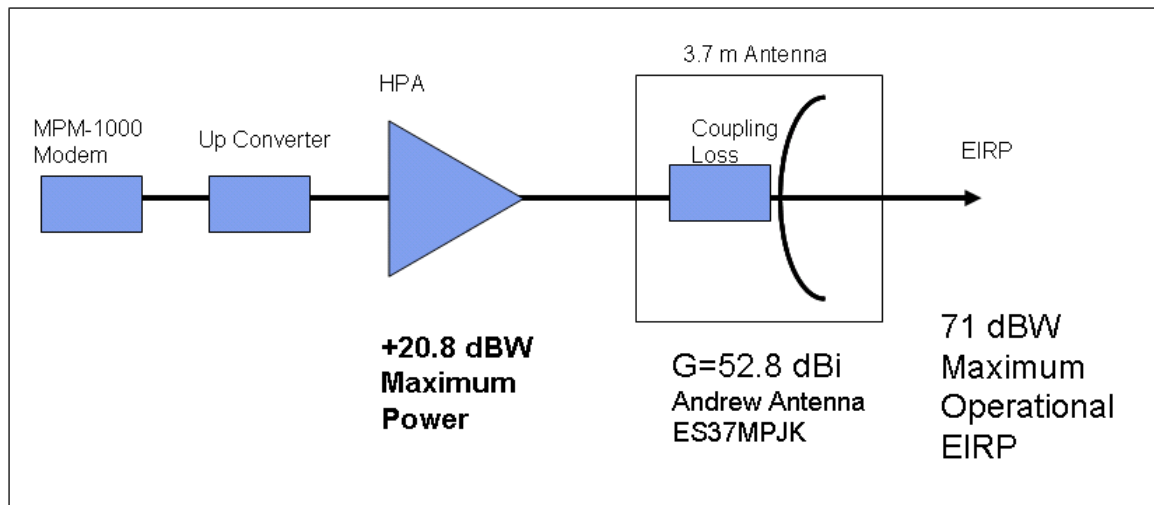 3.7 m Antenna
HPA
MPM-1000
Modem
Up Converter
Coupling
Loss
EIRP
+20.8 dBW
Maximum
Power
G=52.8 dBi
Andrew Antenna
ES37MPJK
71 dBW
Maximum
Operational
EIRP